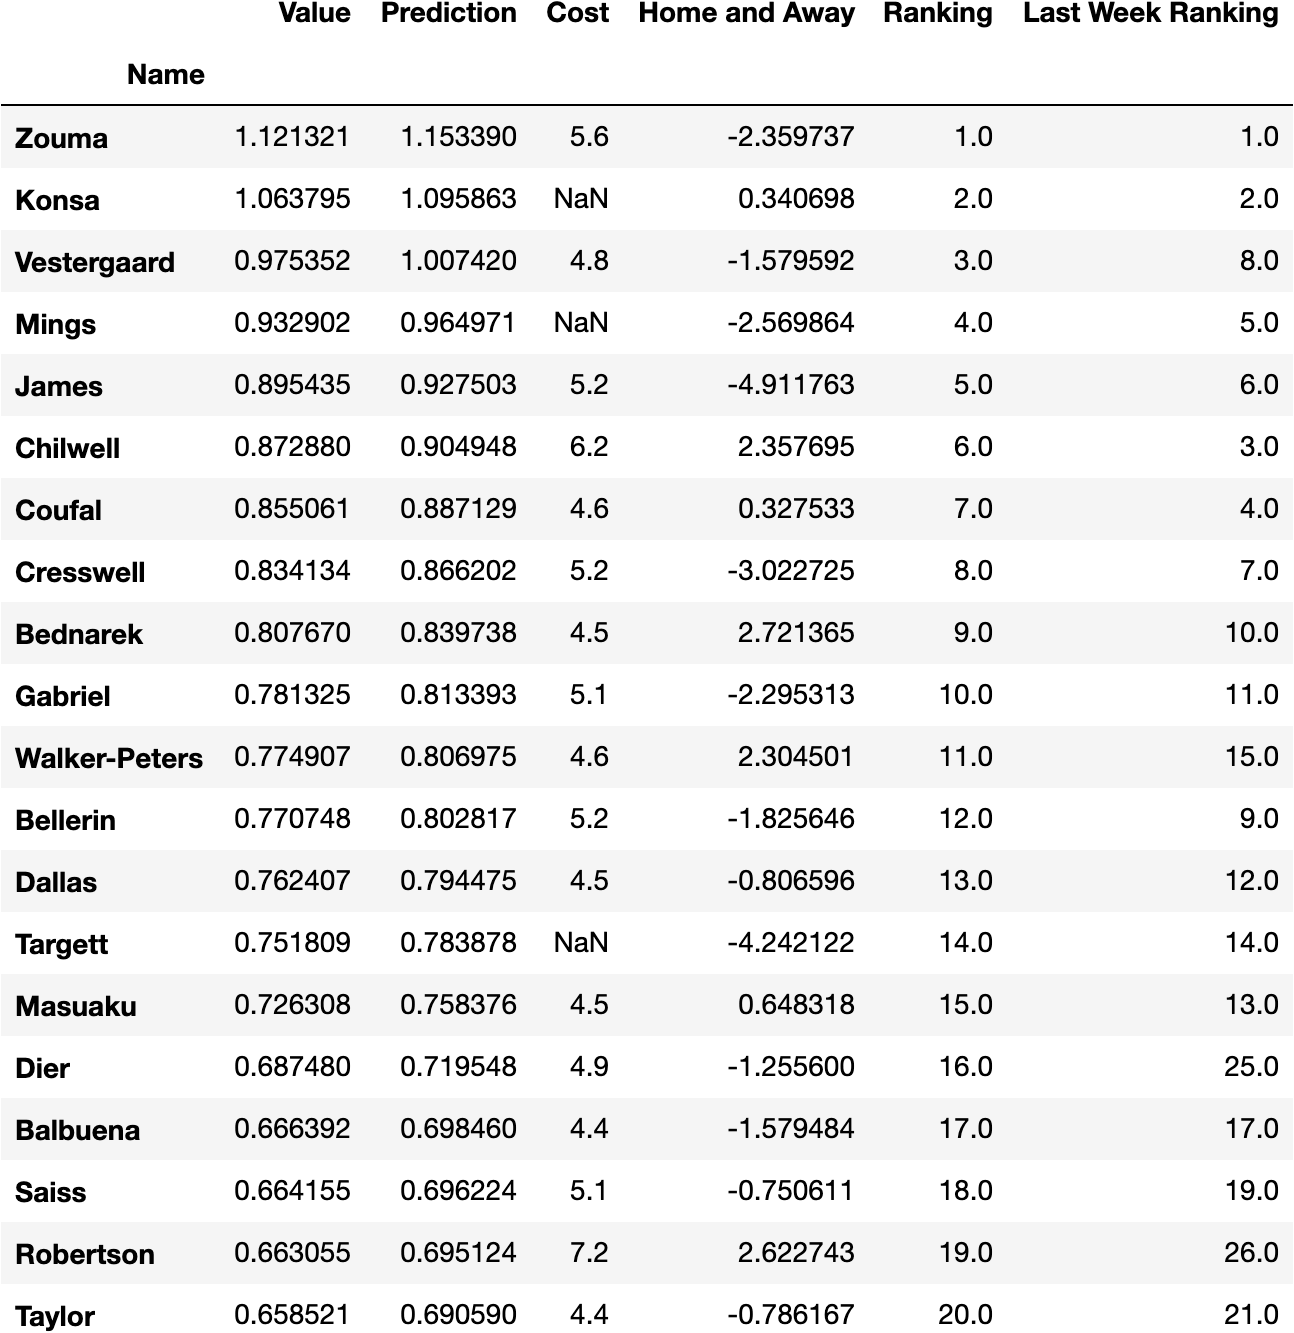 Value Prediction Cost Home and Away Ranking Last Week Ranking
Name
Zouma 1.121321 1.153390 5.6 -2.359737 1.0 1.0
Konsa 1.063795 1.095863 NaN 0.340698 2.0 2.0
Vestergaard 0.975352 1.007420 4.8 -1.579592 3.0 8.0
Mings 0.932902 0.964971 NaN -2.569864 4.0 5.0
James 0.895435 0.927503 5.2 -4.911763 5.0 6.0
Chilwell 0.872880 0.904948 6.2 2.357695 6.0 3.0
Coufal 0.855061 0.887129 4.6 0.327533 7.0 4.0
Cresswell 0.834134 0.866202 5.2 -3.022725 8.0 7.0
Bednarek 0.807670 0.839738 4.5 2.721365 9.0 10.0
Gabriel 0.781325 0.813393 5.1 -2.295313 10.0 11.0
Walker-Peters 0.774907 0.806975 4.6 2.304501 11.0 15.0
Bellerin 0.770748 0.802817 5.2 -1.825646 12.0 9.0
Dallas 0.762407 0.794475 4.5 -0.806596 13.0 12.0
Targett 0.751809 0.783878 NaN -4.242122 14.0 14.0
Masuaku 0.726308 0.758376 4.5 0.648318 15.0 13.0
Dier 0.687480 0.719548 4.9 -1.255600 16.0 25.0
Balbuena 0.666392 0.698460 4.4 -1.579484 17.0 17.0
Saiss 0.664155 0.696224 5.1 -0.750611 18.0 19.0
Robertson 0.663055 0.695124 7.2 2.622743 19.0 26.0
Taylor 0.658521 0.690590 4.4 -0.786167 20.0 21.0